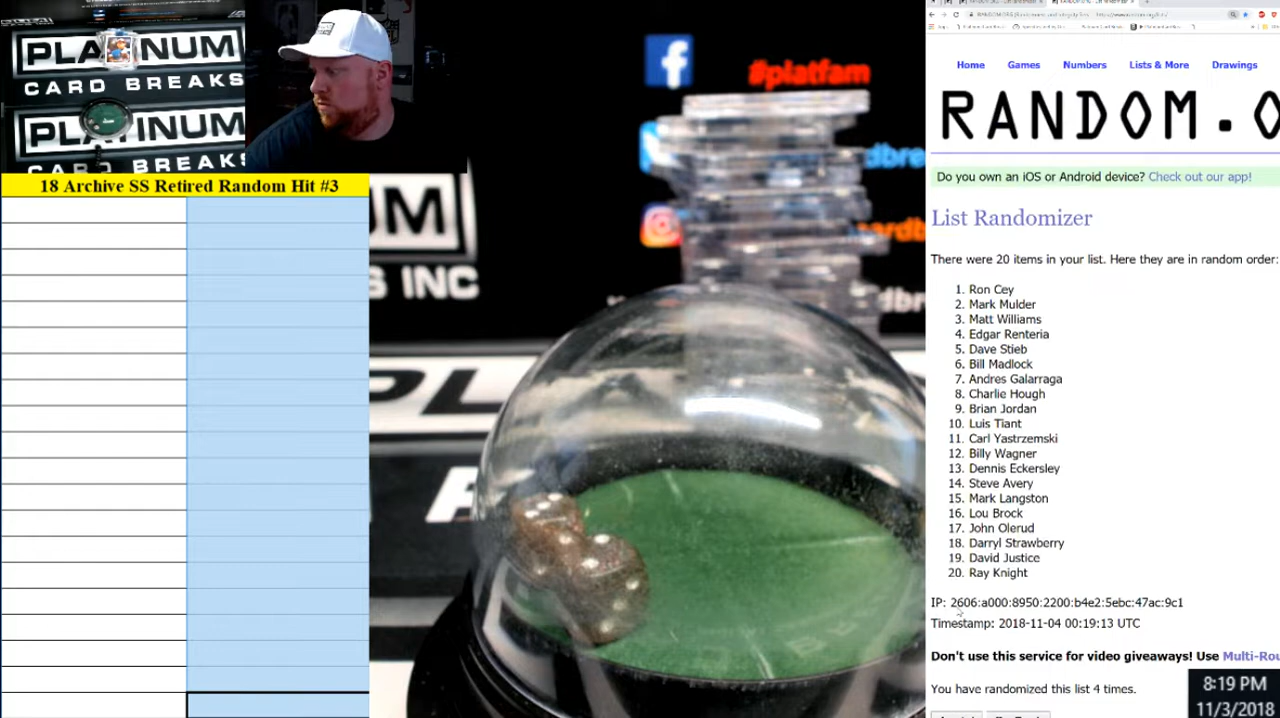 PLATINUM
CARD BREAKS
PLATINUM
CARD BREAKS
18 Archive SS Retired Random Hit #3
#platfam
dbre
cardb
dbr
OM
S INC
PL
A
Home Games Numbers Lists & More Drawings
RANDOM.O
Do you own an iOS or Android device? Check out our app!
List Randomizer
There were 20 items in your list. Here they are in random order:
1. Ron Cey
2. Mark Mulder
3. Matt Williams
4. Edgar Renteria
5. Dave Stieb
6. Bill Madlock
7. Andres Galarraga
8. Charlie Hough
9. Brian Jordan
10. Luis Tiant
11. Carl Yastrzemski
12. Billy Wagner
13. Dennis Eckersley
14. Steve Avery
15. Mark Langston
16. Lou Brock
17. John Olerud
18. Darryl Strawberry
19. David Justice
20. Ray Knight
IP: 2606:a000:8950:2200:b4e2:5ebc:47ac:9c1
Timestamp: 2018-11-04 00:19:13 UTC
Don't use this service for video giveaways! Use Multi-Rou
You have randomized this list 4 times.
8:19 PM
11/3/2018